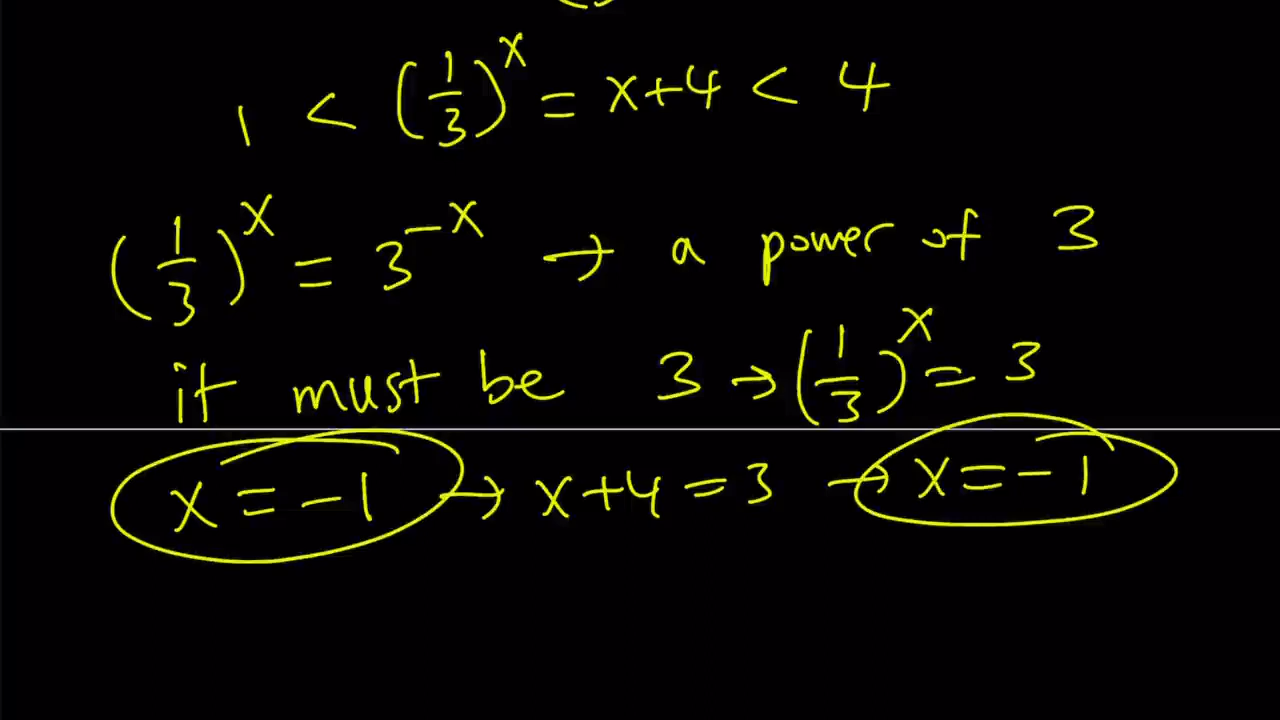 1 < (1/3)^x = x+4 < 4
(1/3)^x = 3^-x → a power of 3
it must be 3 → (1/3)^x = 3
x = -1 → x+4 = 3 → x = -1